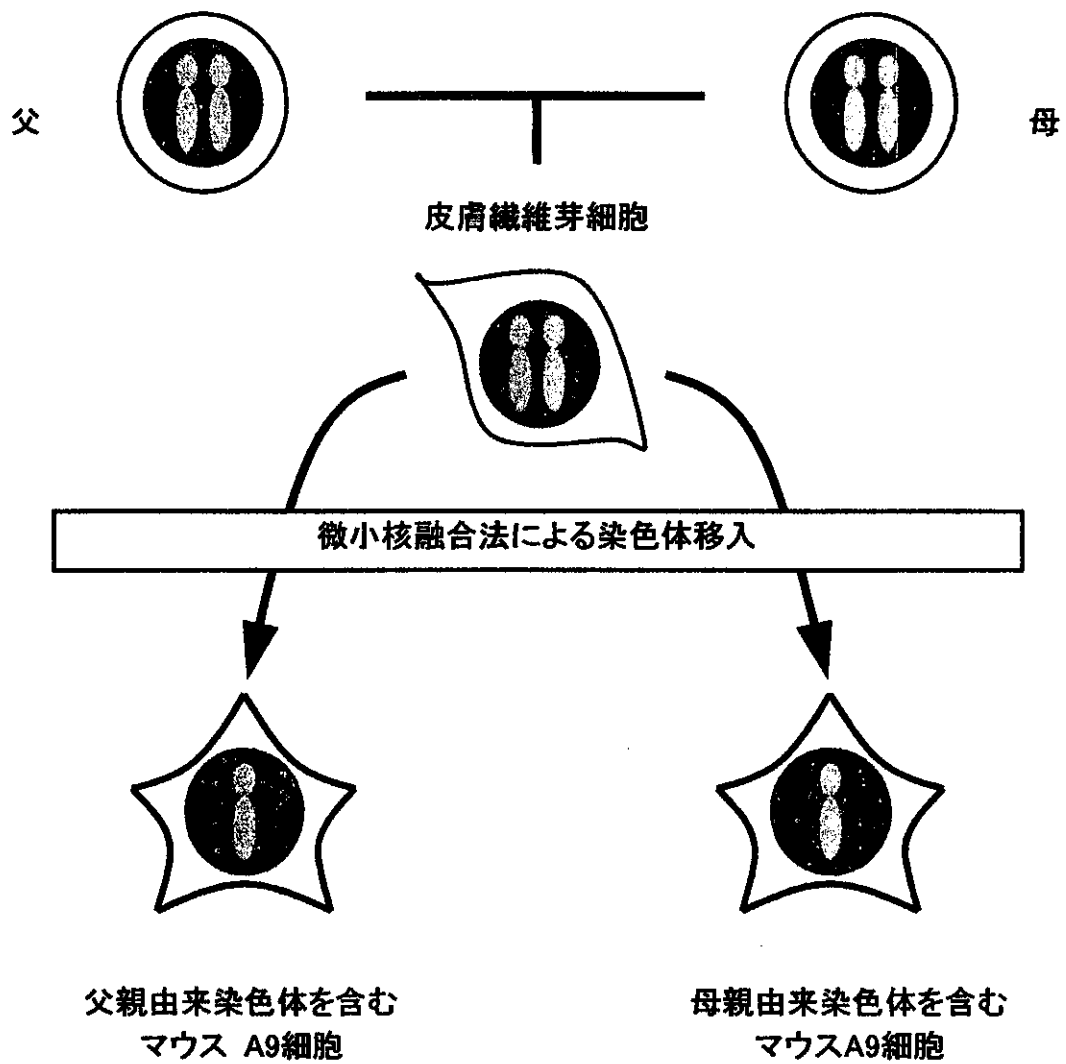 父
母
皮膚繊維芽細胞
微小核融合法による染色体移入
父親由来染色体を含む
マウス A9細胞
母親由来染色体を含む
マウスA9細胞